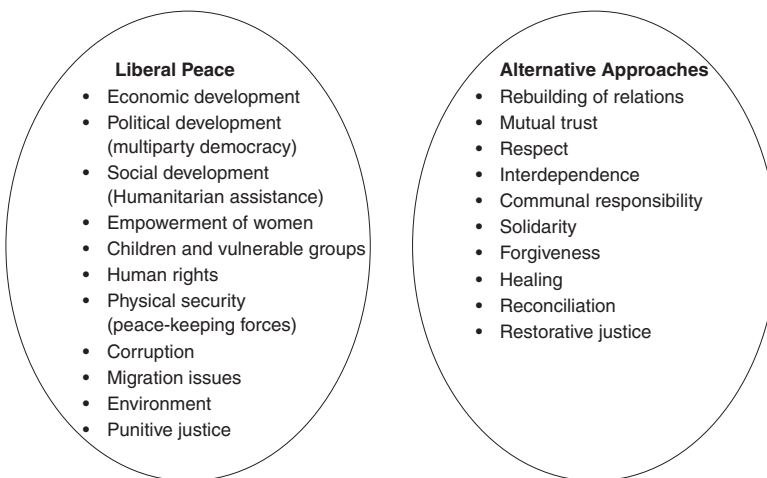 Liberal Peace
• Economic development
• Political development
(multiparty democracy)
• Social development
(Humanitarian assistance)
• Empowerment of women
• Children and vulnerable groups
• Human rights
• Physical security
(peace-keeping forces)
• Corruption
• Migration issues
• Environment
• Punitive justice
Alternative Approaches
• Rebuilding of relations
• Mutual trust
• Respect
• Interdependence
• Communal responsibility
• Solidarity
• Forgiveness
• Healing
• Reconciliation
• Restorative justice